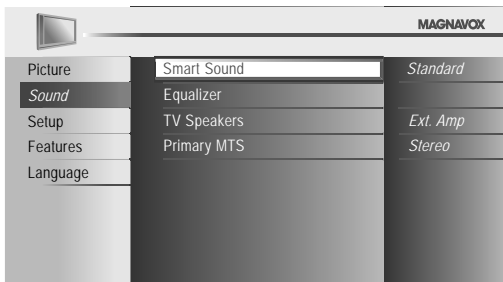 MAGNAVOX
Picture
Smart Sound Standard
Sound
Equalizer
Setup
TV Speakers Ext. Amp
Features
Primary MTS Stereo
Language